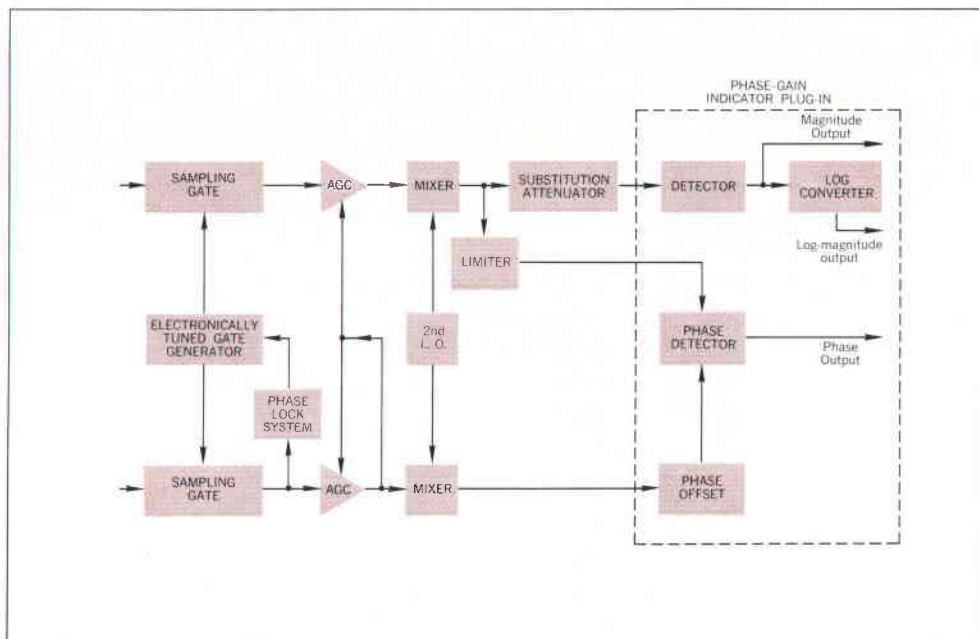 PHASE-GAIN
INDICATOR PLUG-IN
Magnitude
Output
SAMPLING
GATE
AGC
MIXER
SUBSTITUTION
ATTENUATOR
DETECTOR
LOG
CONVERTER
Log-magnitude
output
LIMITER
ELECTRONICALLY
TUNED GATE
GENERATOR
2nd
L. O.
PHASE
DETECTOR
Phase
Output
PHASE
LOCK
SYSTEM
SAMPLING
GATE
AGC
MIXER
PHASE
OFFSET